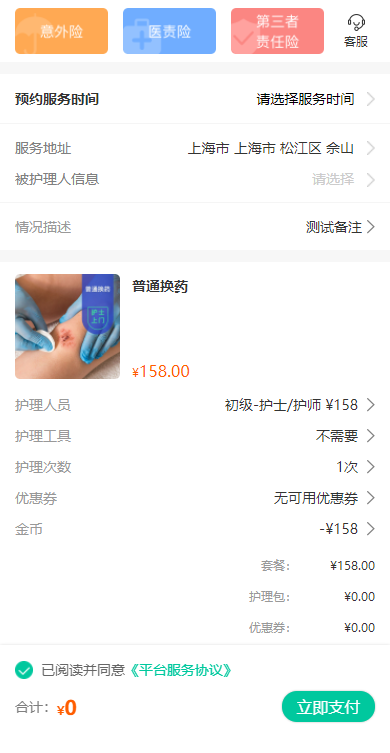 意外险
医责险
第三者
责任险
客服
预约服务时间 请选择服务时间
服务地址 上海市 上海市 松江区 佘山
被护理人信息 请选择
情况描述 测试备注
普通换药
普通换药
护士
上门
¥158.00
护理人员 初级-护士/护师 ¥158
护理工具 不需要
护理次数 1次
优惠券 无可用优惠券
金币 -¥158
套餐： ¥158.00
护理包： ¥0.00
优惠券： ¥0.00
已阅读并同意《平台服务协议》
合计：¥0 立即支付